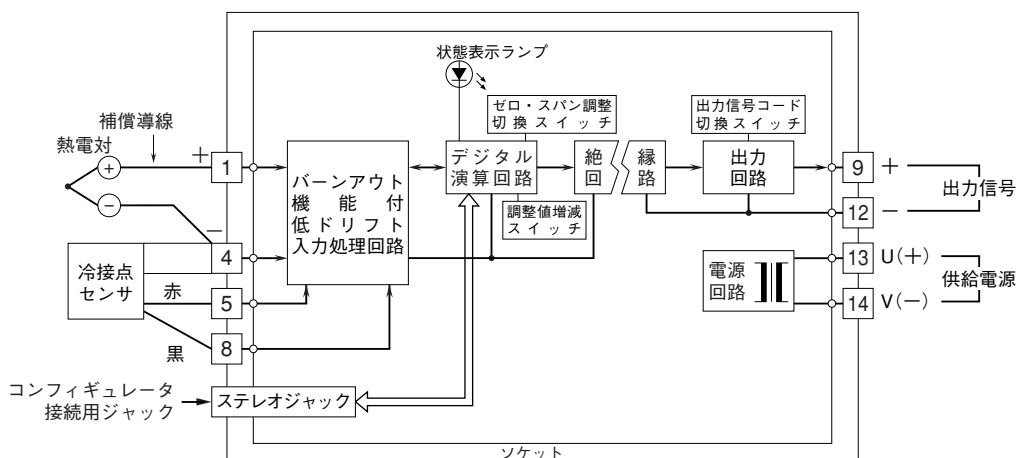 状態表示ランプ
ゼロ・スパン調整
切換スイッチ
出力信号コード
切換スイッチ
補償導線
熱電対
+
−
+
1
−
4
冷接点
センサ
赤
5
黒
8
バーンアウト
機能付
低ドリフト
入力処理回路
デジタル
演算回路
調整値増減
スイッチ
絶縁
回路
出力
回路
9
+
12
−
出力信号
電源
回路
13
U(+)
14
V(−)
供給電源
コンフィギュレータ
接続用ジャック
ステレオジャック
ソケット